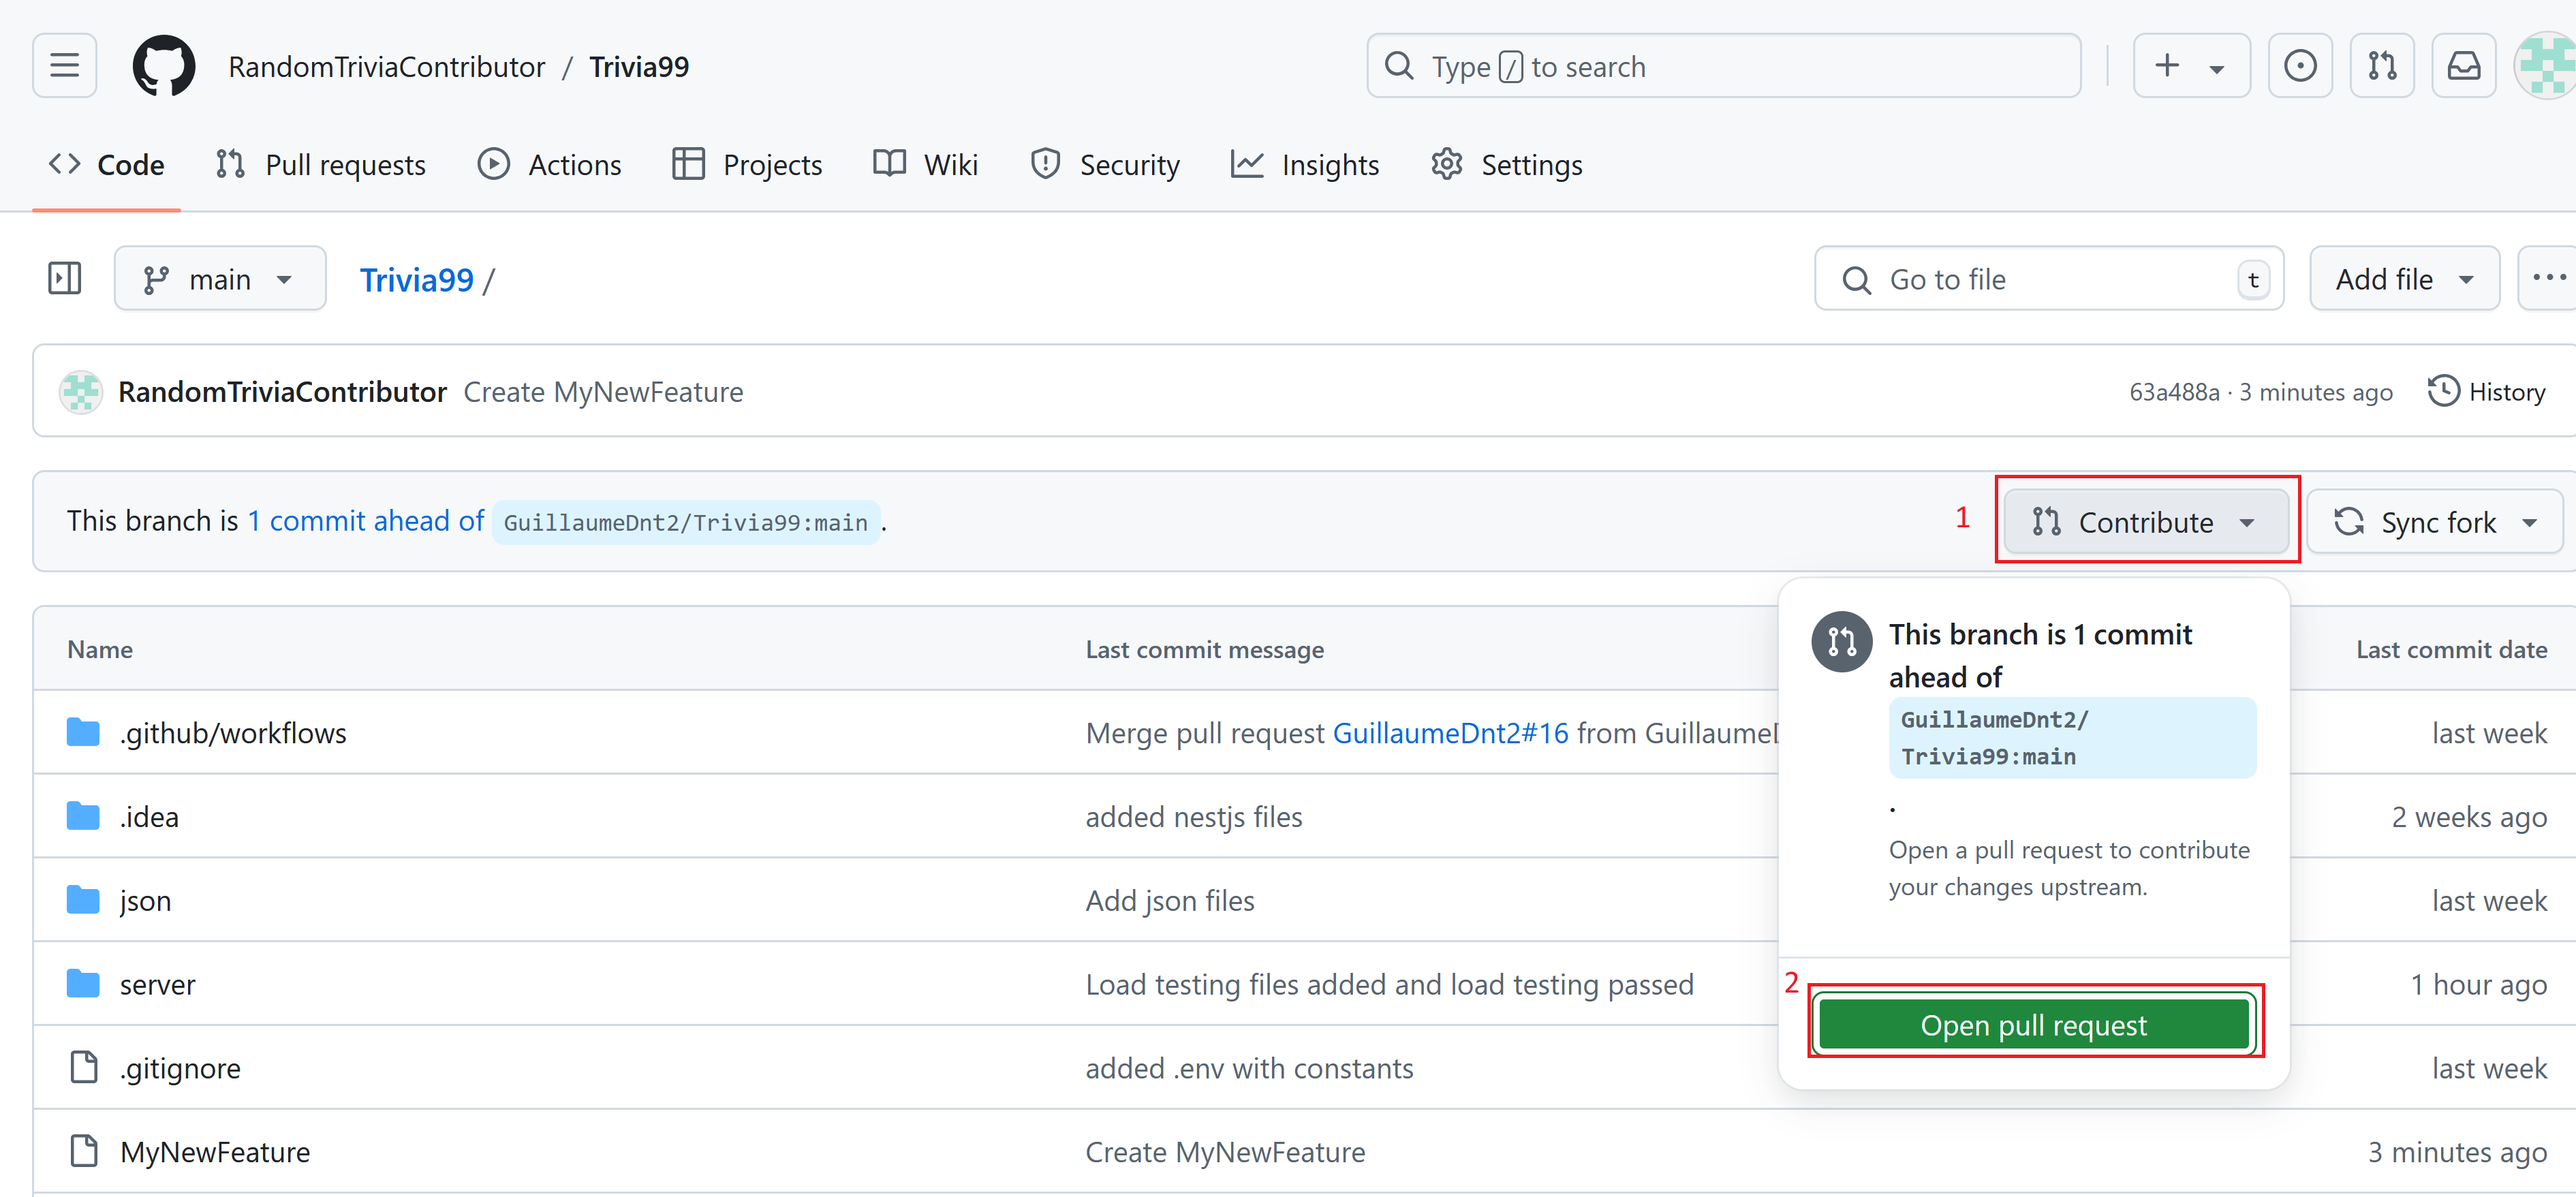 RandomTriviaContributor / Trivia99
Type / to search
Code Pull requests Actions Projects Wiki Security Insights Settings
main Trivia99 / Go to file t Add file
RandomTriviaContributor Create MyNewFeature 63a488a · 3 minutes ago History
This branch is 1 commit ahead of GuillaumeDnt2/Trivia99:main . 1 Contribute Sync fork
This branch is 1 commit
ahead of
GuillaumeDnt2/
Trivia99:main
.
Open a pull request to contribute
your changes upstream.
2
Open pull request
Name Last commit message Last commit date
.github/workflows Merge pull request GuillaumeDnt2#16 from last week
.idea added nestjs files 2 weeks ago
json Add json files last week
server Load testing files added and load testing passed 1 hour ago
.gitignore added .env with constants last week
MyNewFeature Create MyNewFeature 3 minutes ago